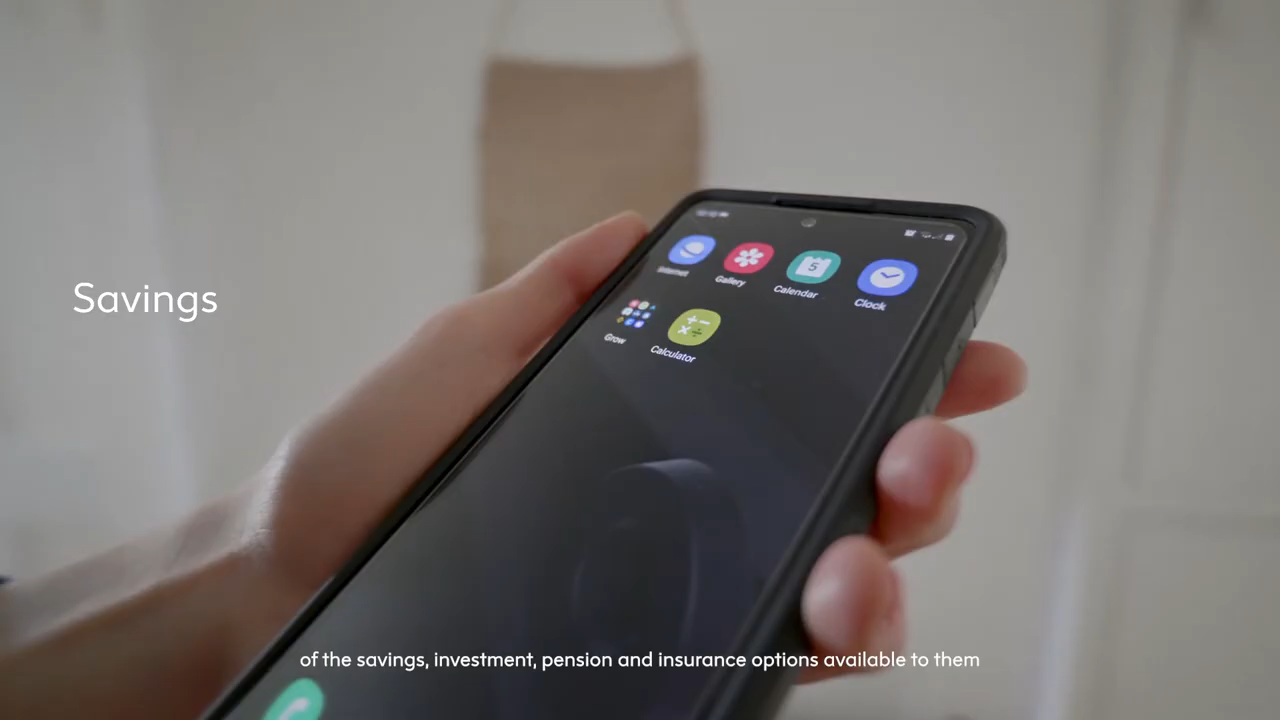 Internet
Gallery
Calendar
5
Clock
Savings
Grow
Calculator
of the savings, investment, pension and insurance options available to them